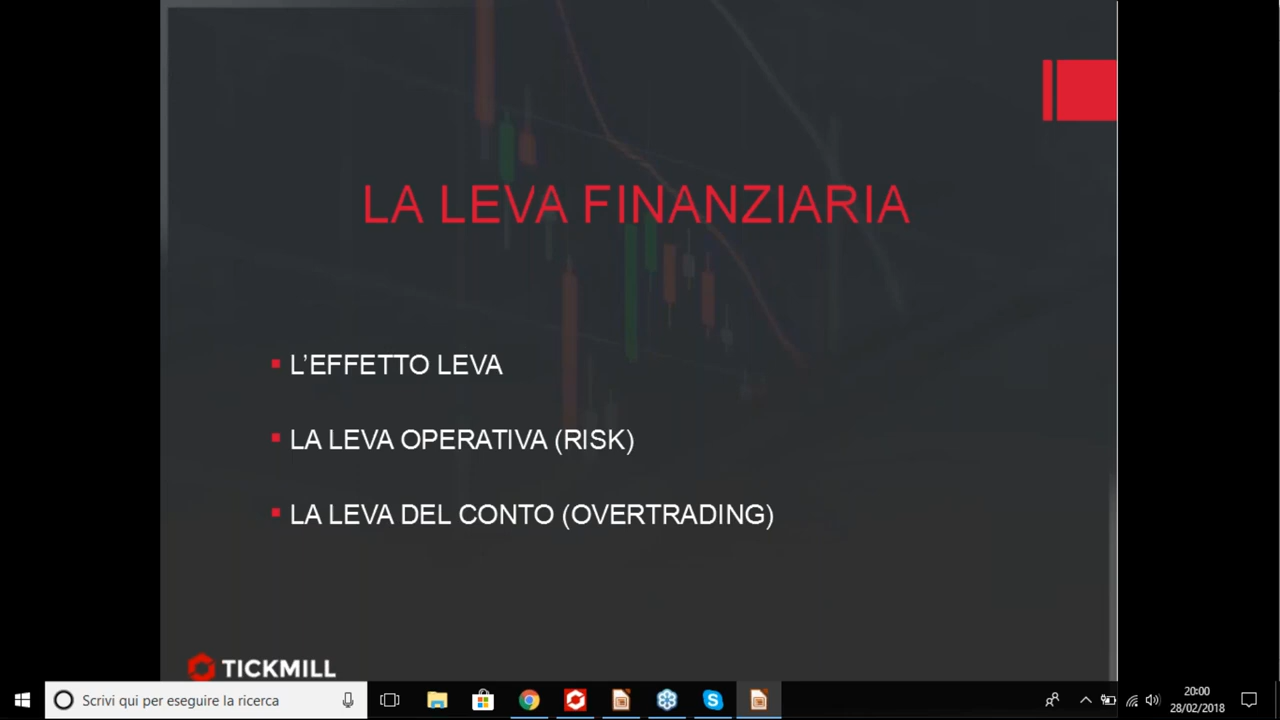 LA LEVA FINANZIARIA
L'EFFETTO LEVA
LA LEVA OPERATIVA (RISK)
LA LEVA DEL CONTO (OVERTRADING)
TICKMILL
Scrivi qui per eseguire la ricerca
20:00
28/02/2018